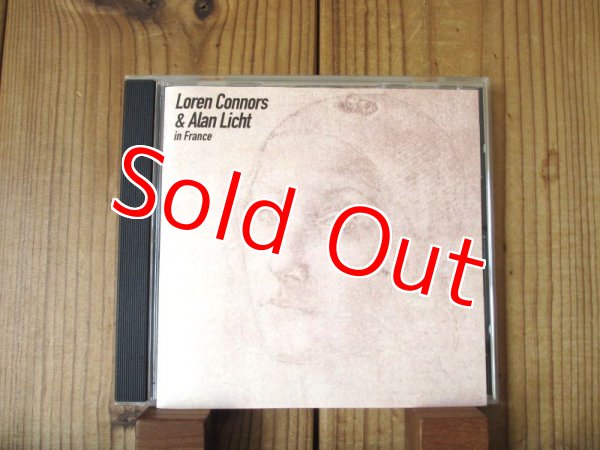 Loren Connors
& Alan Licht
in France
Sold Out